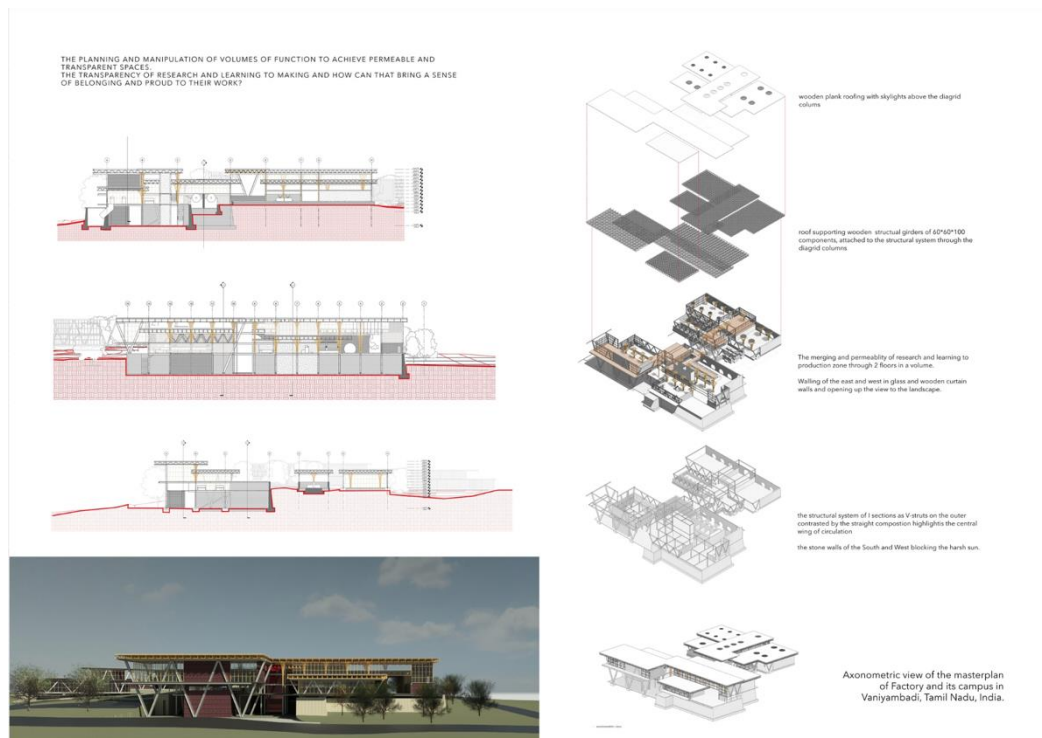 THE PLANNING AND MANIPULATION OF VOLUMES OF FUNCTION TO ACHIEVE PERMEABLE AND
TRANSPARENT SPACES.
THE TRANSPARENCY OF RESEARCH AND LEARNING TO MAKING AND HOW CAN THAT BRING A SENSE
OF BELONGING AND PROUD TO THEIR WORK?
wooden plank roofing with skylights above the diagrid
colums
roof supporting wooden structual girders of 60*60*100
components, attached to the structural system through the
diagrid columns
The merging and permeablity of research and learning to
production zone through 2 floors in a volume.
Walling of the east and west in glass and wooden curtain
walls and opening up the view to the landscape.
the structural system of I sections as V-struts on the outer
contrasted by the straight compostion highlightis the central
wing of circulation
the stone walls of the South and West blocking the harsh sun.
Axonometric view of the masterplan
of Factory and its campus in
Vaniyambadi, Tamil Nadu, India.